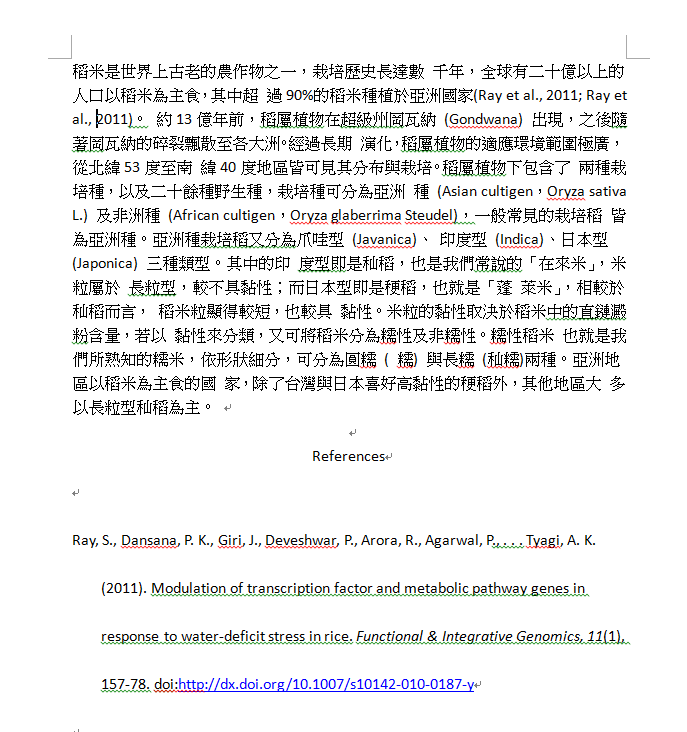 稻米是世界上古老的農作物之一，栽培歷史長達數 千年，全球有二十億以上的
人口以稻米為主食，其中超 過 90%的稻米種植於亞洲國家(Ray et al., 2011; Ray et
al., 2011)。 約 13 億年前，稻屬植物在超級州岡瓦納 (Gondwana) 出現，之後隨
著岡瓦納的碎裂飄散至各大洲。經過長期 演化，稻屬植物的適應環境範圍極廣，
從北緯 53 度至南 緯 40 度地區皆可見其分布與栽培。稻屬植物下包含了 兩種栽
培種，以及二十餘種野生種，栽培種可分為亞洲 種 (Asian cultigen，Oryza sativa
L.) 及非洲種 (African cultigen，Oryza glaberrima Steudel)，一般常見的栽培稻 皆
為亞洲種。亞洲種栽培稻又分為爪哇型 (Javanica)、 印度型 (Indica)、日本型
(Japonica) 三種類型。其中的印 度型即是秈稻，也是我們常說的「在來米」，米
粒屬於 長粒型，較不具黏性；而日本型即是稉稻，也就是「蓬 萊米」，相較於
秈稻而言， 稻米粒顯得較短，也較具 黏性。米粒的黏性取決於稻米中的直鏈澱
粉含量，若以 黏性來分類，又可將稻米分為糯性及非糯性。糯性稻米 也就是我
們所熟知的糯米，依形狀細分，可分為圓糯 ( 糯) 與長糯 (秈糯)兩種。亞洲地
區以稻米為主食的國 家，除了台灣與日本喜好高黏性的稉稻外，其他地區大 多
以長粒型秈稻為主。
References
Ray, S., Dansana, P. K., Giri, J., Deveshwar, P., Arora, R., Agarwal, P., . . . Tyagi, A. K.
(2011). Modulation of transcription factor and metabolic pathway genes in
response to water-deficit stress in rice. Functional & Integrative Genomics, 11(1),
157-78. doi:http://dx.doi.org/10.1007/s10142-010-0187-y